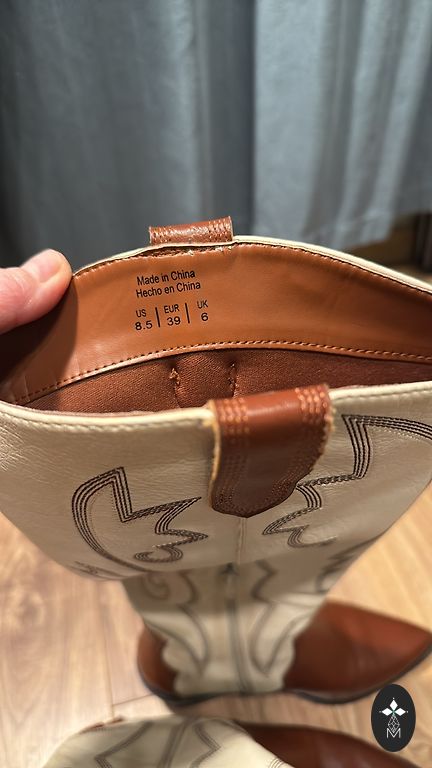 Made in China
Hecho en China
US | EUR | UK
8.5 | 39 | 6